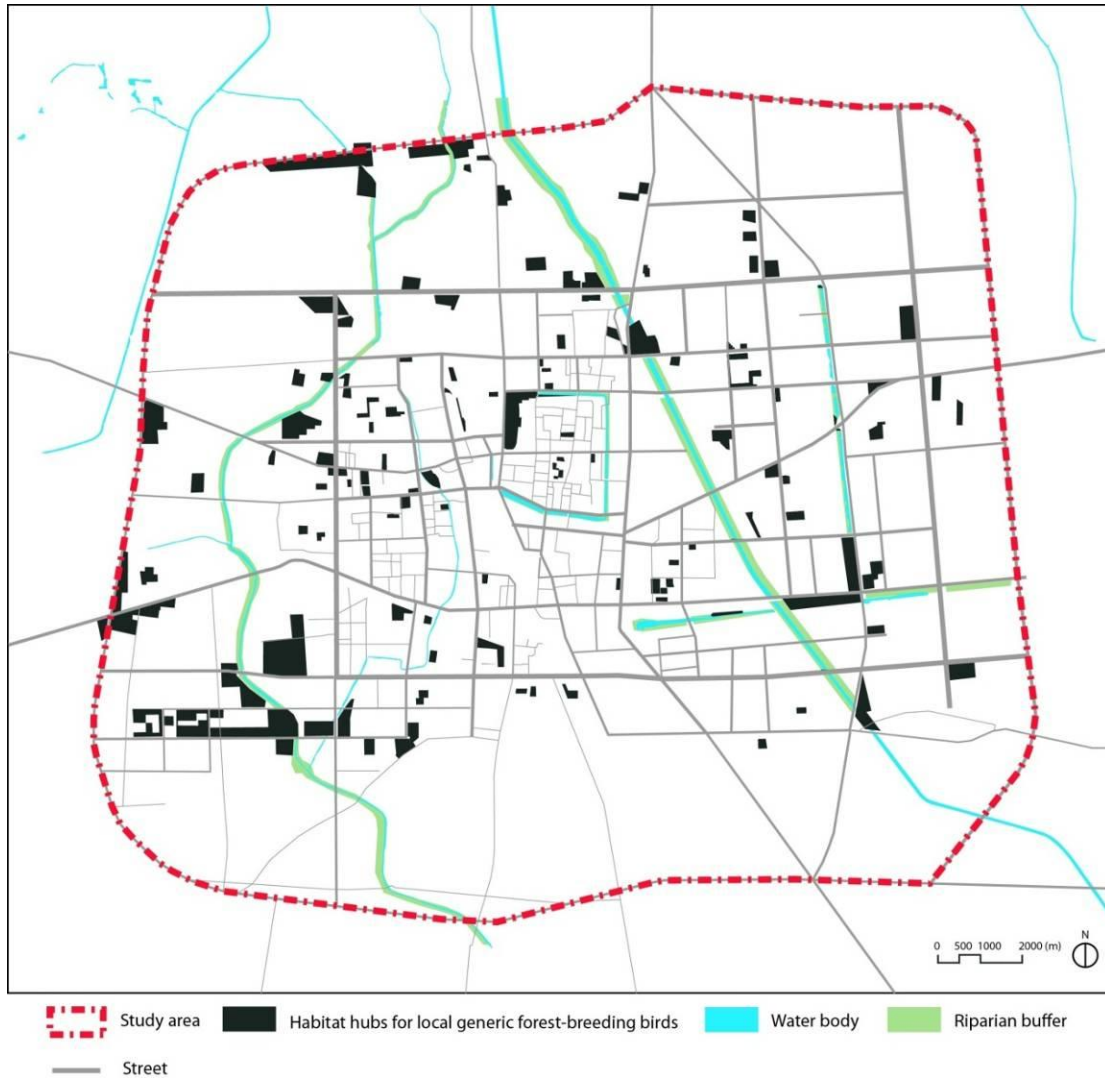 N
0 500 1000 2000 (m)
Study area Habitat hubs for local generic forest-breeding birds Water body Riparian buffer
Street